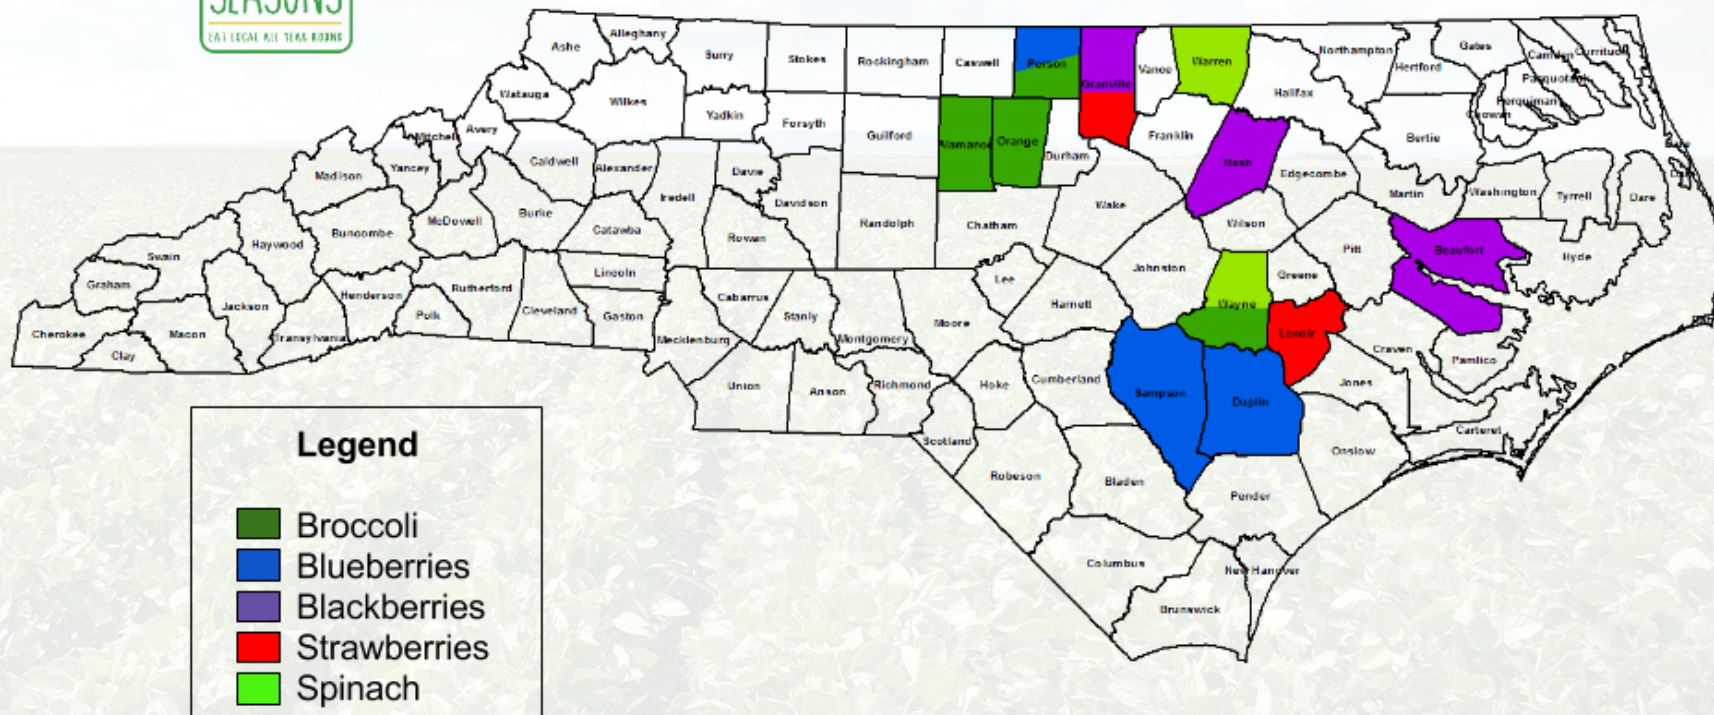 SEASONS
EAT LOCAL ALL YEAR ROUND
Ashe
Alleghany
Surry
Stokes
Rockingham
Caswell
Person
Granville
Vance
Warren
Northampton
Gates
Camden
Currituck
Hertford
Pasquotank
Halifax
Watauga
Wilkes
Yadkin
Forsyth
Guilford
Alamance
Orange
Durham
Franklin
Perquimans
Chowan
Bertie
Mitchell
Avery
Caldwell
Alexander
Davie
Iredell
Madison
Yancey
Nash
Edgecombe
Martin
Washington
Tyrrell
Dare
Dare
McDowell
Burke
Catawba
Davidson
Randolph
Chatham
Wake
Wilson
Rowan
Haywood
Buncombe
Swain
Pitt
Beaufort
Hyde
Graham
Jackson
Henderson
Rutherford
Lincoln
Cleveland
Gaston
Cabarrus
Lee
Johnston
Greene
Harnett
Wayne
Polk
Stanly
Montgomery
Moore
Lenoir
Cherokee
Macon
Clay
Transylvania
Mecklenburg
Craven
Pamlico
Union
Anson
Richmond
Hoke
Cumberland
Sampson
Duplin
Jones
Scotland
Carteret
Onslow
Robeson
Bladen
Pender
Columbus
New Hanover
Brunswick
Legend
Broccoli
Blueberries
Blackberries
Strawberries
Spinach